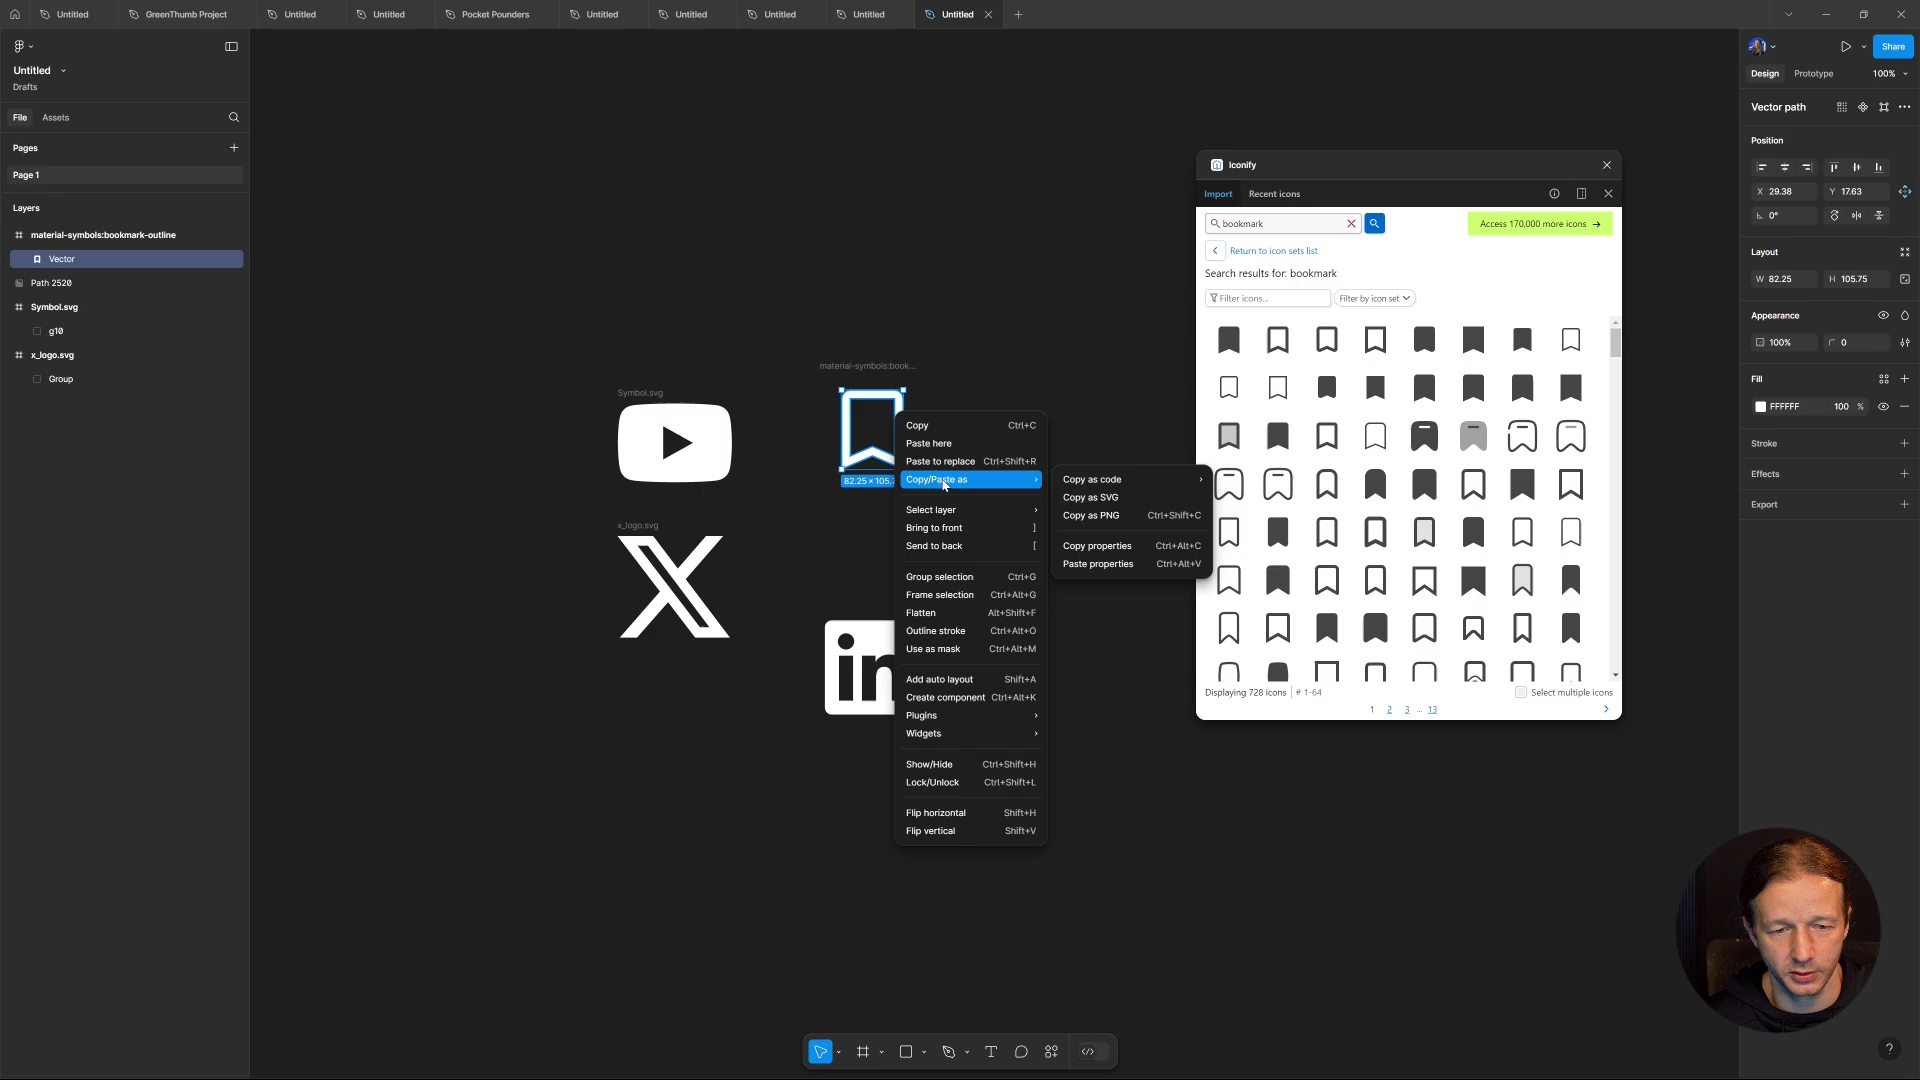 Untitled
GreenThumb Project
Untitled
Untitled
Pocket Pounders
Untitled
Untitled
Untitled
Untitled
Untitled
Untitled
Drafts
File
Assets
Pages
Page 1
Layers
material-symbols:bookmark-outline
Vector
Path 2520
Symbol.svg
g10
x_logo.svg
Group
Symbol.svg
x_logo.svg
material-symbols:book...
82.25 × 105.7
in
Copy Ctrl+C
Paste here
Paste to replace Ctrl+Shift+R
Copy/Paste as
Select layer
Bring to front ]
Send to back [
Group selection Ctrl+G
Frame selection Ctrl+Alt+G
Flatten Alt+Shift+F
Outline stroke Ctrl+Alt+O
Use as mask Ctrl+Alt+M
Add auto layout Shift+A
Create component Ctrl+Alt+K
Plugins
Widgets
Show/Hide Ctrl+Shift+H
Lock/Unlock Ctrl+Shift+L
Flip horizontal Shift+H
Flip vertical Shift+V
Copy as code
Copy as SVG
Copy as PNG Ctrl+Shift+C
Copy properties Ctrl+Alt+C
Paste properties Ctrl+Alt+V
Iconify
Import Recent icons
bookmark
Access 170,000 more icons →
Return to icon sets list
Search results for: bookmark
Filter icons...
Filter by icon set
Displaying 728 icons # 1-64
Select multiple icons
1 2 3 ... 13
Share
Design Prototype 100%
Vector path
Position
X 29.38 Y 17.63
0°
Layout
W 82.25 H 105.75
Appearance
100% 0
Fill
FFFFFF 100 %
Stroke
Effects
Export
?